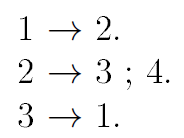 1 → 2.
2 → 3 ; 4.
3 → 1.